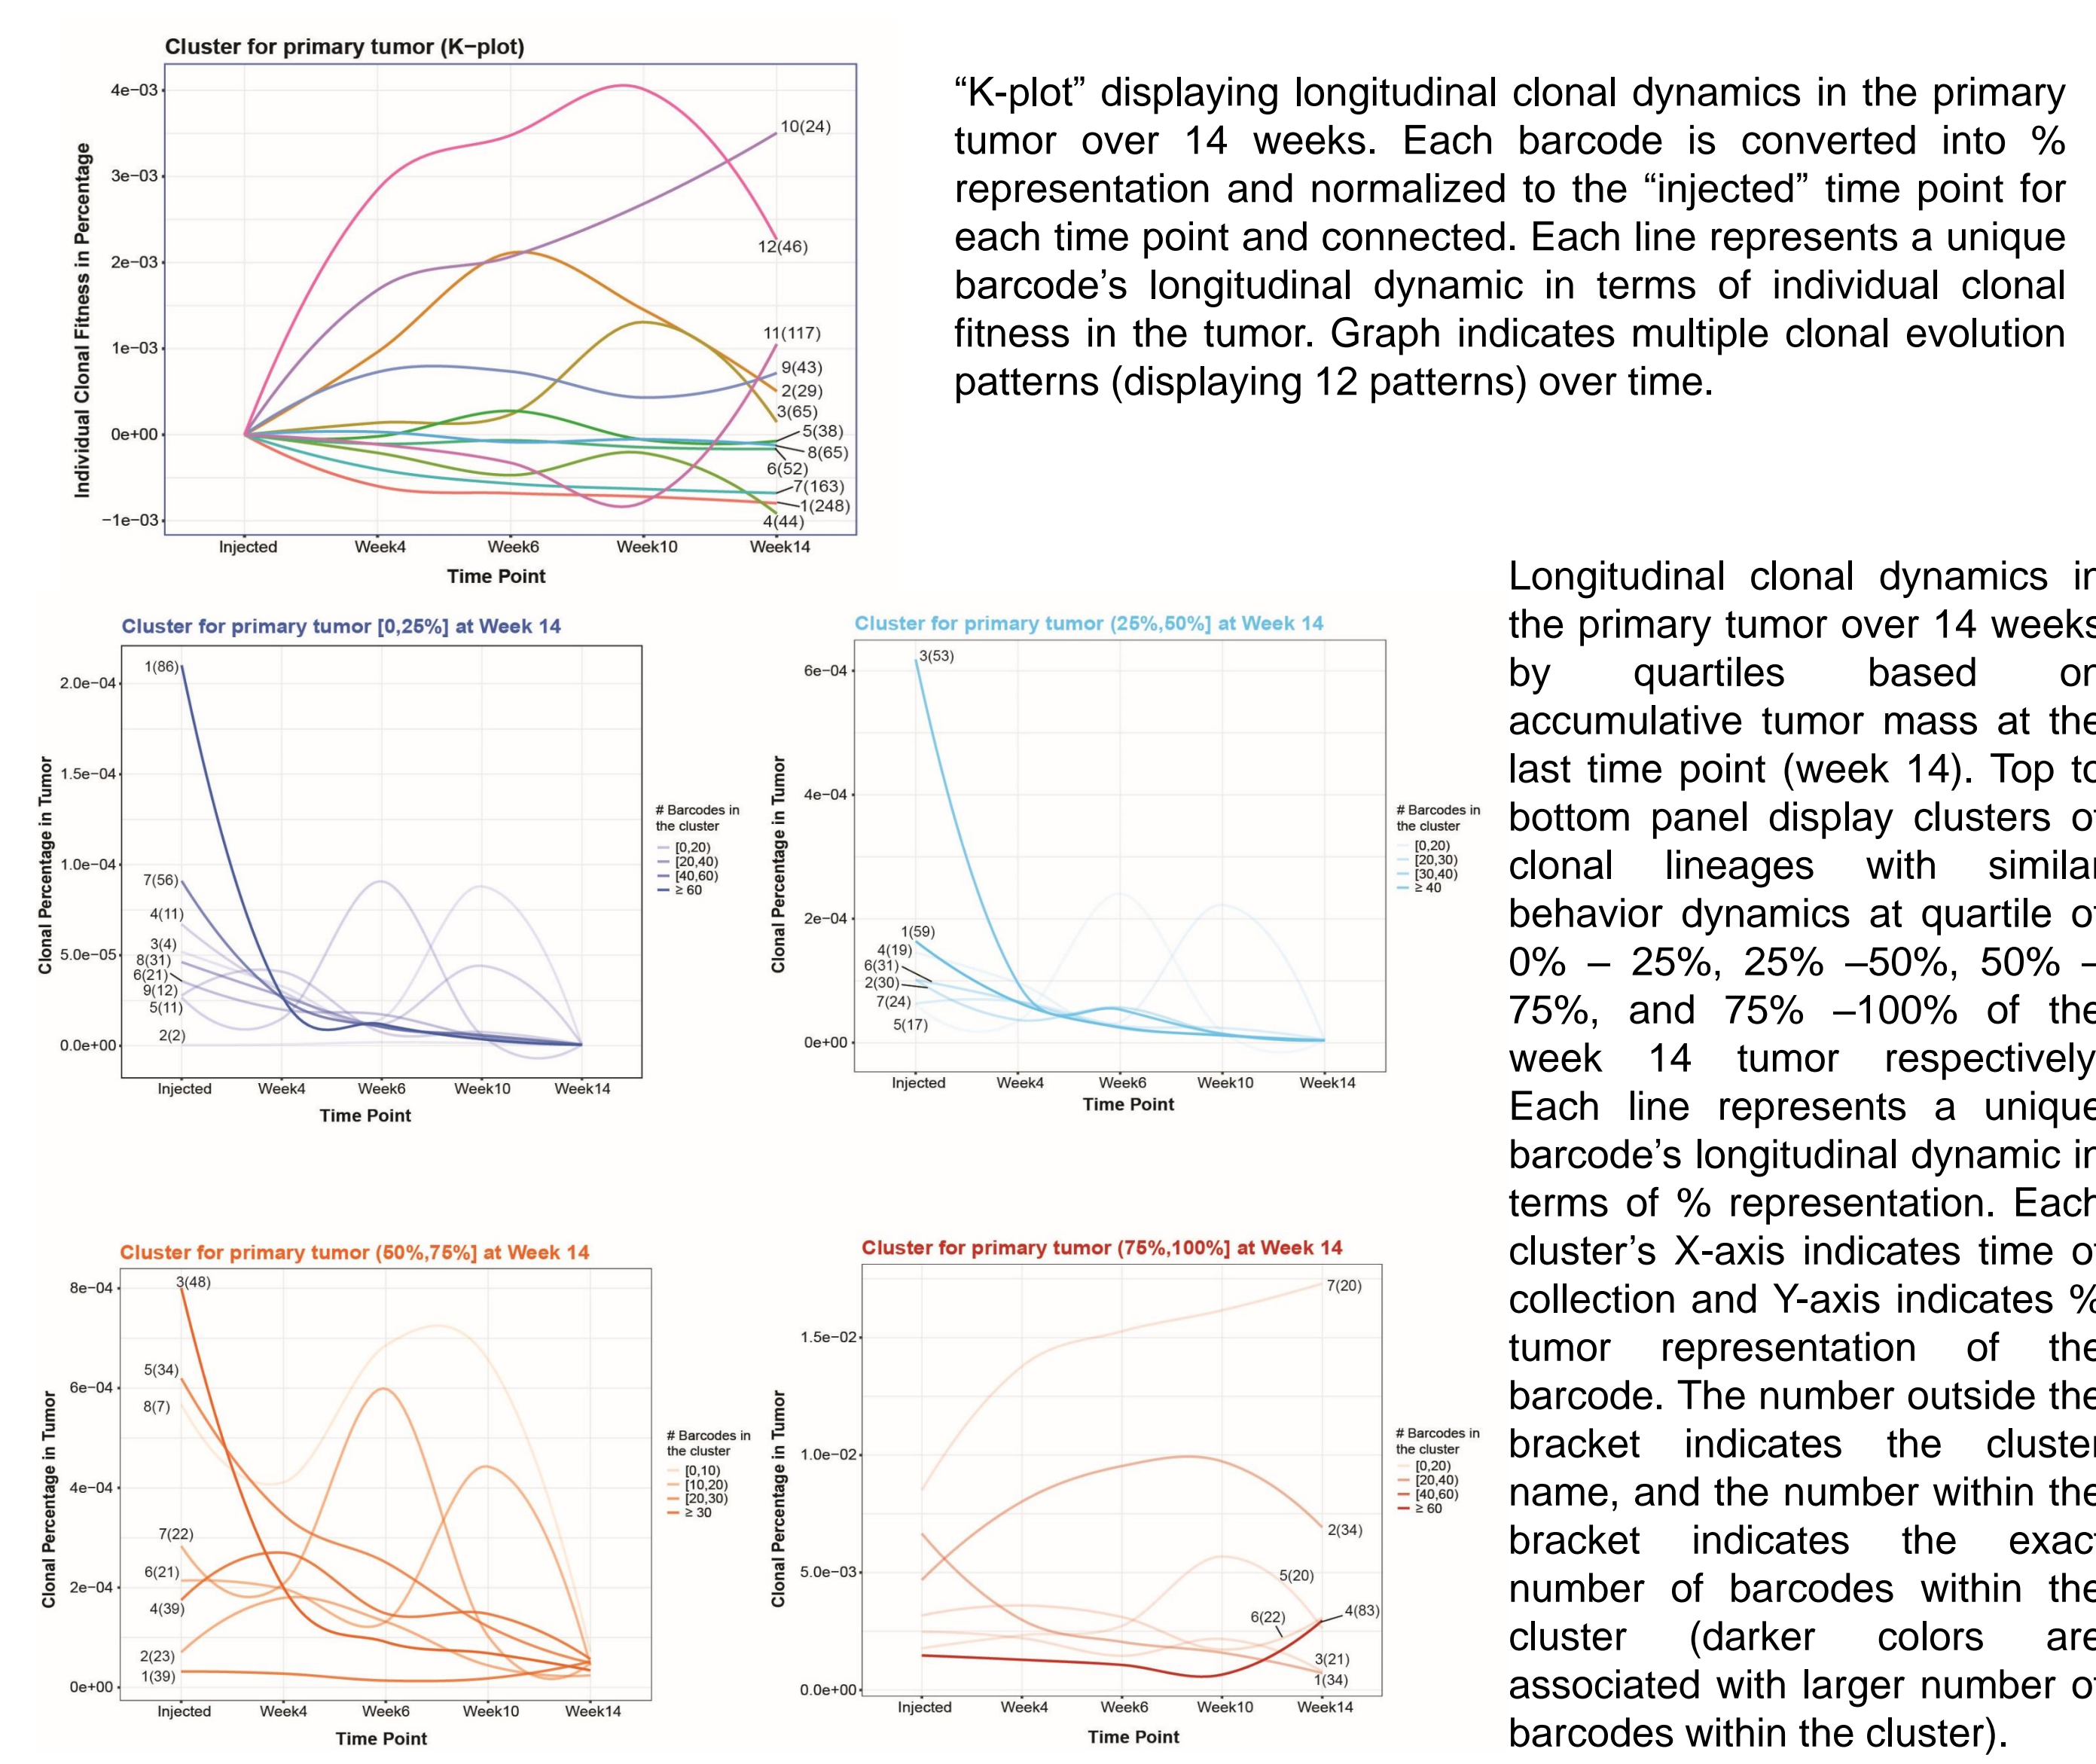 Cluster for primary tumor (K−plot)
4e−03
3e−03
2e−03
1e−03
0e+00
−1e−03
Individual Clonal Fitness in Percentage
10(24)
12(46)
11(117)
9(43)
2(29)
3(65)
5(38)
8(65)
6(52)
7(163)
1(248)
4(44)
Injected Week4 Week6 Week10 Week14
Time Point
“K-plot” displaying longitudinal clonal dynamics in the primary
tumor over 14 weeks. Each barcode is converted into %
representation and normalized to the “injected” time point for
each time point and connected. Each line represents a unique
barcode’s longitudinal dynamic in terms of individual clonal
fitness in the tumor. Graph indicates multiple clonal evolution
patterns (displaying 12 patterns) over time.
Cluster for primary tumor [0,25%] at Week 14
2.0e−04
1.5e−04
1.0e−04
5.0e−05
0.0e+00
Clonal Percentage in Tumor
1(86)
7(56)
4(11)
3(4)
8(31)
6(21)
9(12)
5(11)
2(2)
Injected Week4 Week6 Week10 Week14
Time Point
# Barcodes in
the cluster
[0,20)
[20,40)
[40,60)
≥ 60
Cluster for primary tumor (25%,50%] at Week 14
6e−04
4e−04
2e−04
0e+00
Clonal Percentage in Tumor
3(53)
1(59)
4(19)
6(31)
2(30)
7(24)
5(17)
Injected Week4 Week6 Week10 Week14
Time Point
# Barcodes in
the cluster
[0,20)
[20,30)
[30,40)
≥ 40
Cluster for primary tumor (50%,75%] at Week 14
8e−04
6e−04
4e−04
2e−04
0e+00
Clonal Percentage in Tumor
3(48)
5(34)
8(7)
7(22)
6(21)
4(39)
2(23)
1(39)
Injected Week4 Week6 Week10 Week14
Time Point
# Barcodes in
the cluster
[0,10)
[10,20)
[20,30)
≥ 30
Cluster for primary tumor (75%,100%] at Week 14
1.5e−02
1.0e−02
5.0e−03
0.0e+00
Clonal Percentage in Tumor
7(20)
2(34)
5(20)
6(22)
4(83)
3(21)
1(34)
Injected Week4 Week6 Week10 Week14
Time Point
# Barcodes in
the cluster
[0,20)
[20,40)
[40,60)
≥ 60
Longitudinal clonal dynamics in
the primary tumor over 14 weeks
by quartiles based on
accumulative tumor mass at the
last time point (week 14). Top to
bottom panel display clusters of
clonal lineages with similar
behavior dynamics at quartile of
0% – 25%, 25% –50%, 50% –
75%, and 75% –100% of the
week 14 tumor respectively.
Each line represents a unique
barcode’s longitudinal dynamic in
terms of % representation. Each
cluster’s X-axis indicates time of
collection and Y-axis indicates %
tumor representation of the
barcode. The number outside the
bracket indicates the cluster
name, and the number within the
bracket indicates the exact
number of barcodes within the
cluster (darker colors are
associated with larger number of
barcodes within the cluster).